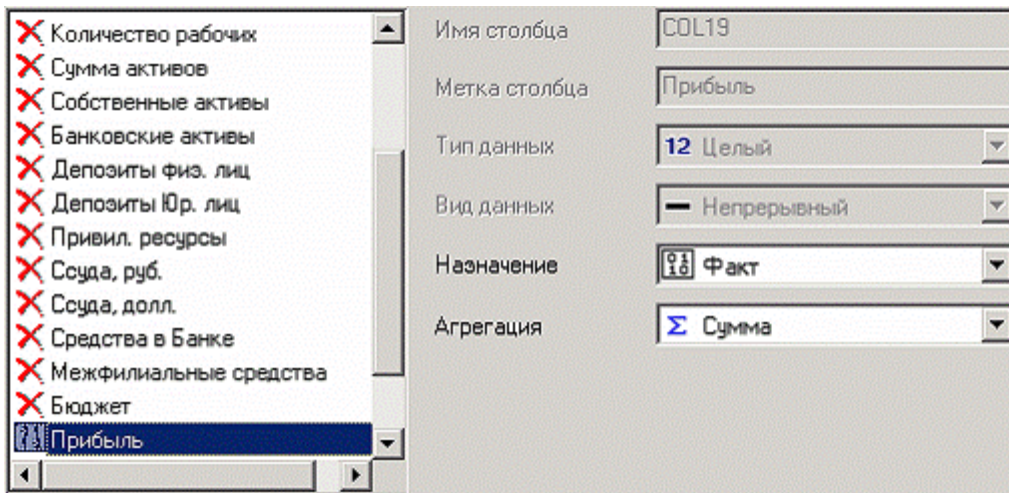 Количество рабочих
Сумма активов
Собственные активы
Банковские активы
Депозиты физ. лиц
Депозиты Юр. лиц
Привил. ресурсы
Ссуда, руб.
Ссуда, долл.
Средства в Банке
Межфилиальные средства
Бюджет
Прибыль
Имя столбца COL19
Метка столбца Прибыль
Тип данных 12 Целый
Вид данных Непрерывный
Назначение Факт
Агрегация Σ Сумма